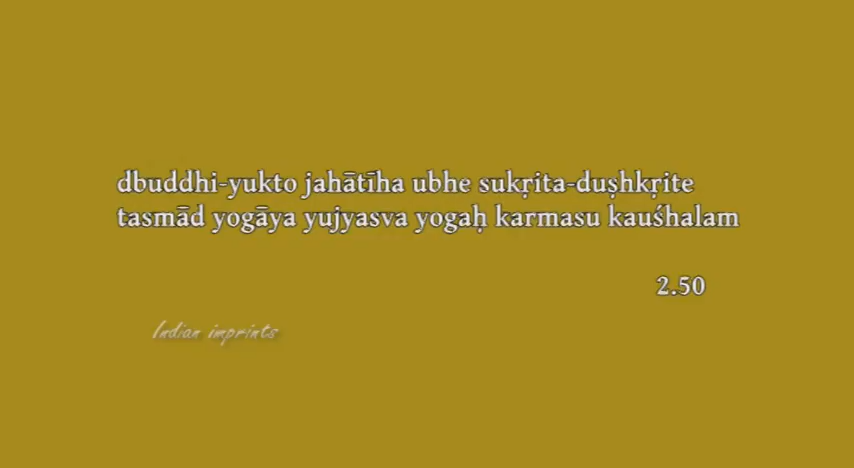 dbuddhi-yukto jahātīha ubhe sukṛita-duṣhkṛite
tasmād yogāya yujyasva yogaḥ karmasu kauśhalam
2.50
Indian imprints